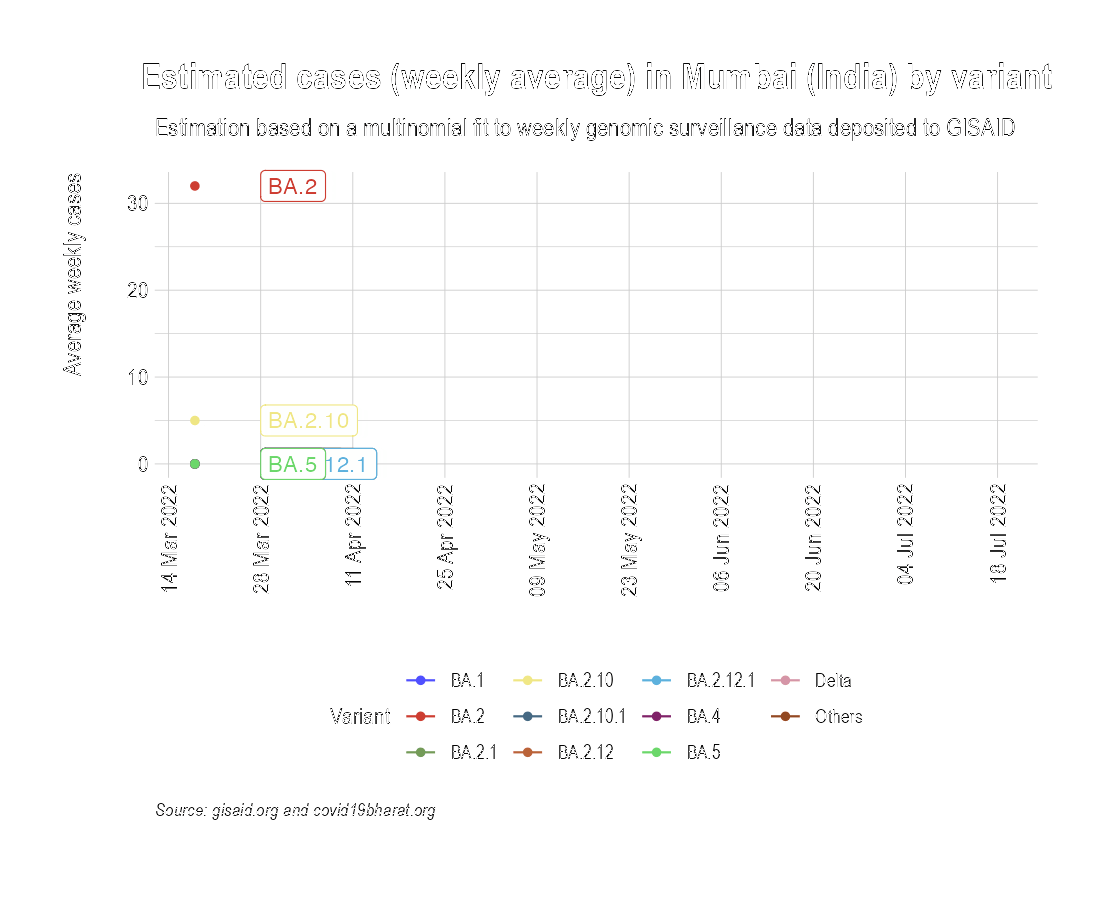 Estimated cases (weekly average) in Mumbai (India) by variant
Estimation based on a multinomial fit to weekly genomic surveillance data deposited to GISAID
Average weekly cases
30
20
10
0
BA.2
BA.2.10
BA.5
12.1
14 Mar 2022
28 Mar 2022
11 Apr 2022
25 Apr 2022
09 May 2022
23 May 2022
06 Jun 2022
20 Jun 2022
04 Jul 2022
18 Jul 2022
Variant
BA.1
BA.2
BA.2.1
BA.2.10
BA.2.10.1
BA.2.12
BA.2.12.1
BA.4
BA.5
Delta
Others
Source: gisaid.org and covid19bharat.org